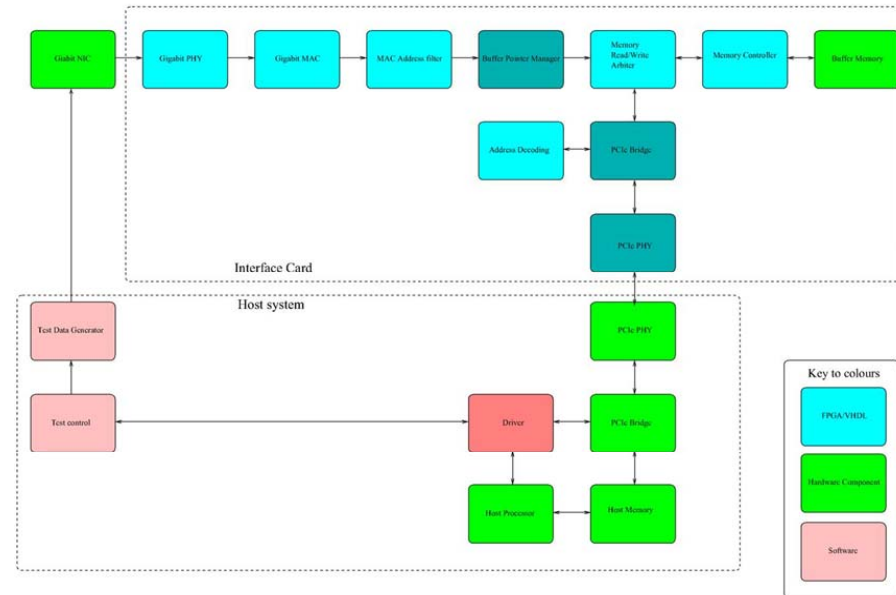 Giabit NIC
Gigabit PHY
Gigabit MAC
MAC Address filter
Buffer Pointer Manager
Memory
Read/Write
Arbiter
Memory Controller
Buffer Memory
Address Decoding
PCIe Bridge
PCIe PHY
Interface Card
Host system
Test Data Generator
PCIe PHY
Test control
Driver
PCIe Bridge
Host Processor
Host Memory
Key to colours
FPGA/VHDL
Hardware Component
Software